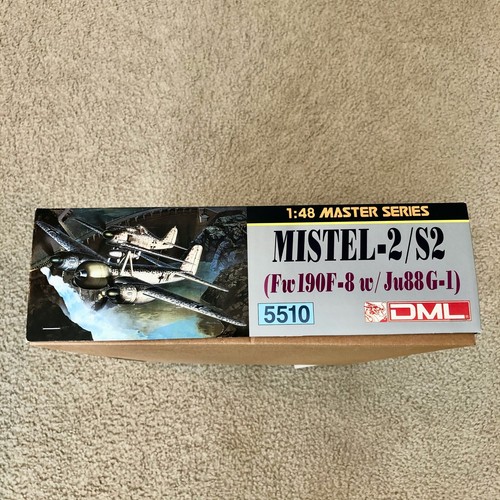 1:48 MASTER SERIES
MISTEL-2/S2
(Fw190F-8 w/ Ju88G-1)
5510
DML